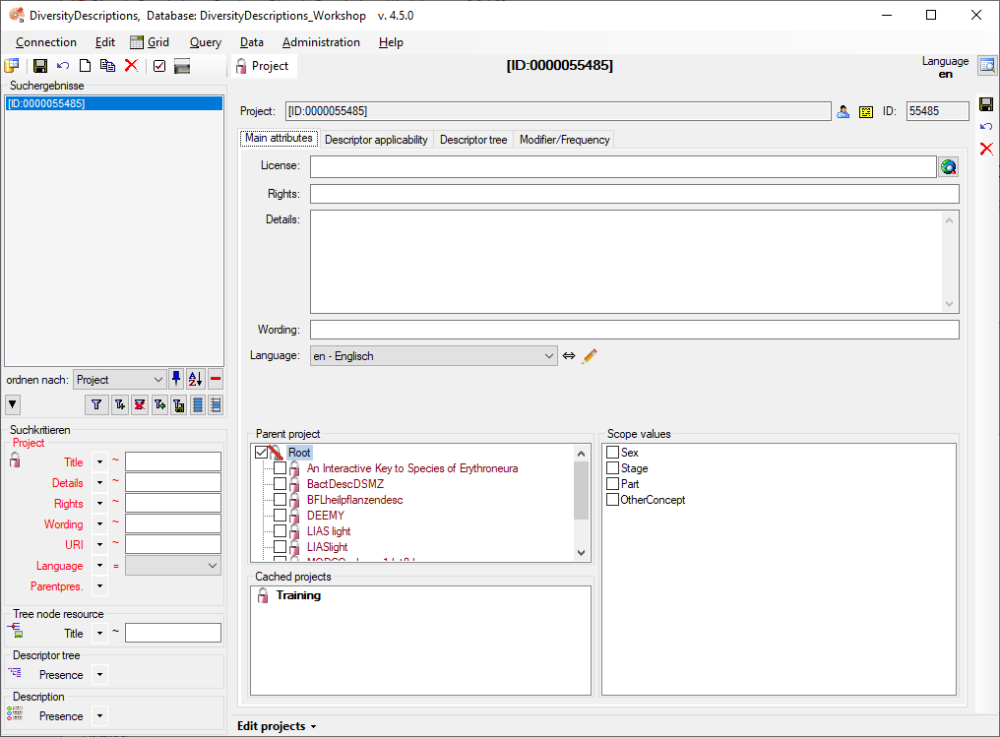 DiversityDescriptions, Database: DiversityDescriptions_Workshop v. 4.5.0
Connection Edit Grid Query Data Administration Help
Project
[ID:0000055485]
Language
en
Suchergebnisse
[ID:0000055485]
Project: [ID:0000055485] ID: 55485
Main attributes Descriptor applicability Descriptor tree Modifier/Frequency
License:
Rights:
Details:
Wording:
Language: en - Englisch
ordnen nach: Project
Suchkritieren
Project
Title ~
Details ~
Rights ~
Wording ~
URI ~
Language =
Parentpres.
Tree node resource
Title ~
Descriptor tree
Presence
Description
Presence
Parent project
Root
An Interactive Key to Species of Erythroneura
BactDescDSMZ
BFLheilpflanzendesc
DEEMY
LIAS light
LIASlight
Scope values
Sex
Stage
Part
OtherConcept
Cached projects
Training
Edit projects